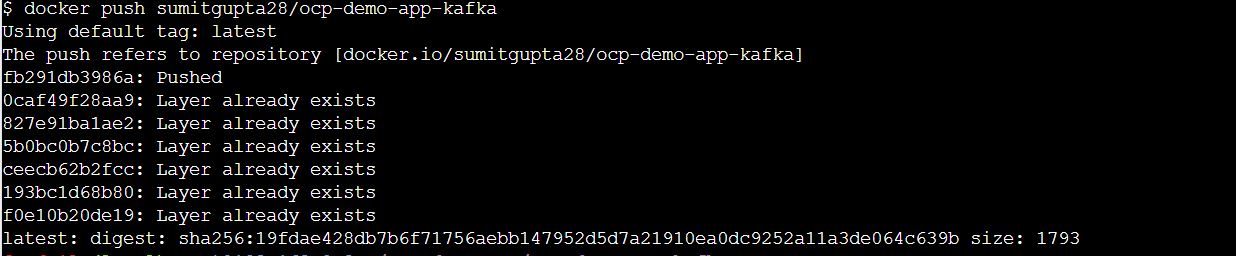 $ docker push sumitgupta28/ocp-demo-app-kafka
Using default tag: latest
The push refers to repository [docker.io/sumitgupta28/ocp-demo-app-kafka]
fb291db3986a: Pushed
0caf49f28aa9: Layer already exists
827e91ba1ae2: Layer already exists
5b0bc0b7c8bc: Layer already exists
ceecb62b2fcc: Layer already exists
193bc1d68b80: Layer already exists
f0e10b20de19: Layer already exists
latest: digest: sha256:19fdae428db7b6f71756aebb147952d5d7a21910ea0dc9252a11a3de064c639b size: 1793